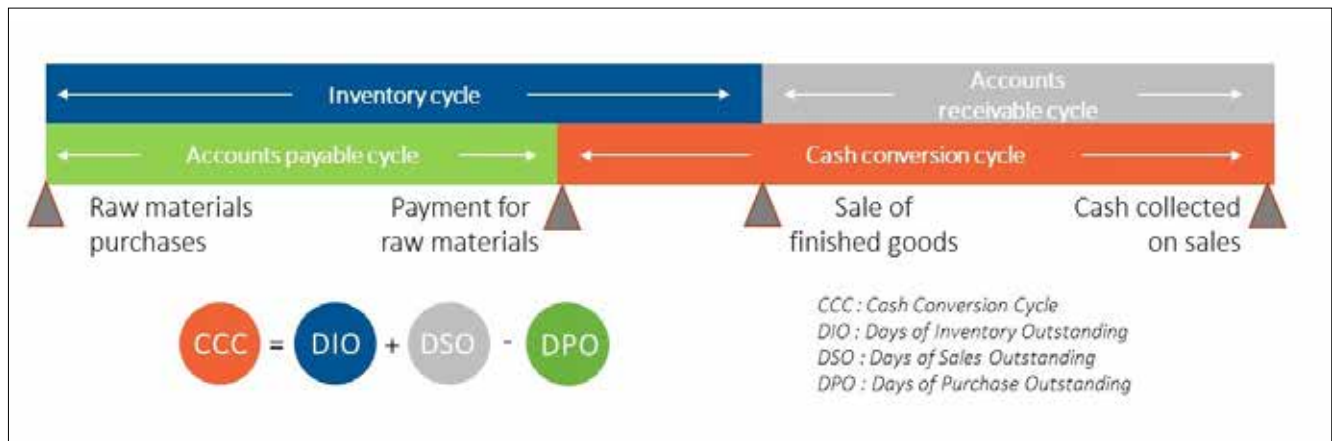 Inventory cycle
Accounts
receivable cycle
Accounts payable cycle
Cash conversion cycle
Raw materials
purchases
Payment for
raw materials
Sale of
finished goods
Cash collected
on sales
CCC = DIO + DSO - DPO
CCC : Cash Conversion Cycle
DIO : Days of Inventory Outstanding
DSO : Days of Sales Outstanding
DPO : Days of Purchase Outstanding